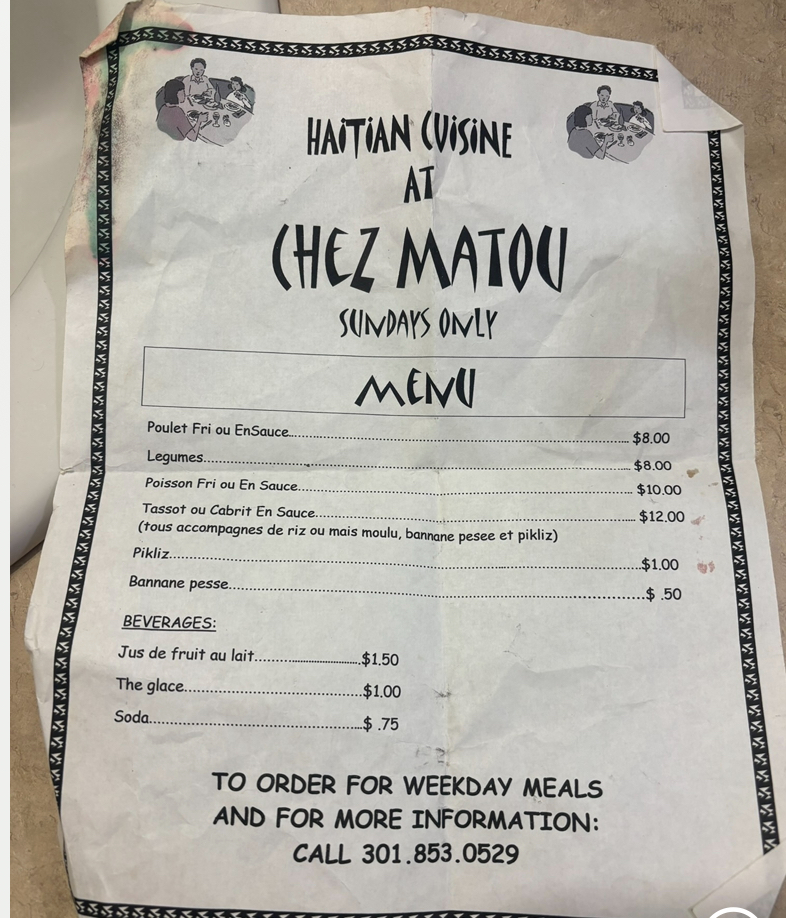 HAITIAN CUISINE
AT
CHEZ MATOU
SUNDAYS ONLY
MENU
Poulet Fri ou EnSauce.......................................................... $8.00
Legumes.......................................................... $8.00
Poisson Fri ou En Sauce.......................................................... $10.00
Tassot ou Cabrit En Sauce.......................................................... $12.00
(tous accompagnes de riz ou mais moulu, bannane pesee et pikliz)
Pikliz..........................................................$1.00
Bannane pesse..........................................................$ .50
BEVERAGES:
Jus de fruit au lait.............................$1.50
The glace.............................$1.00
Soda.............................$ .75
TO ORDER FOR WEEKDAY MEALS
AND FOR MORE INFORMATION:
CALL 301.853.0529